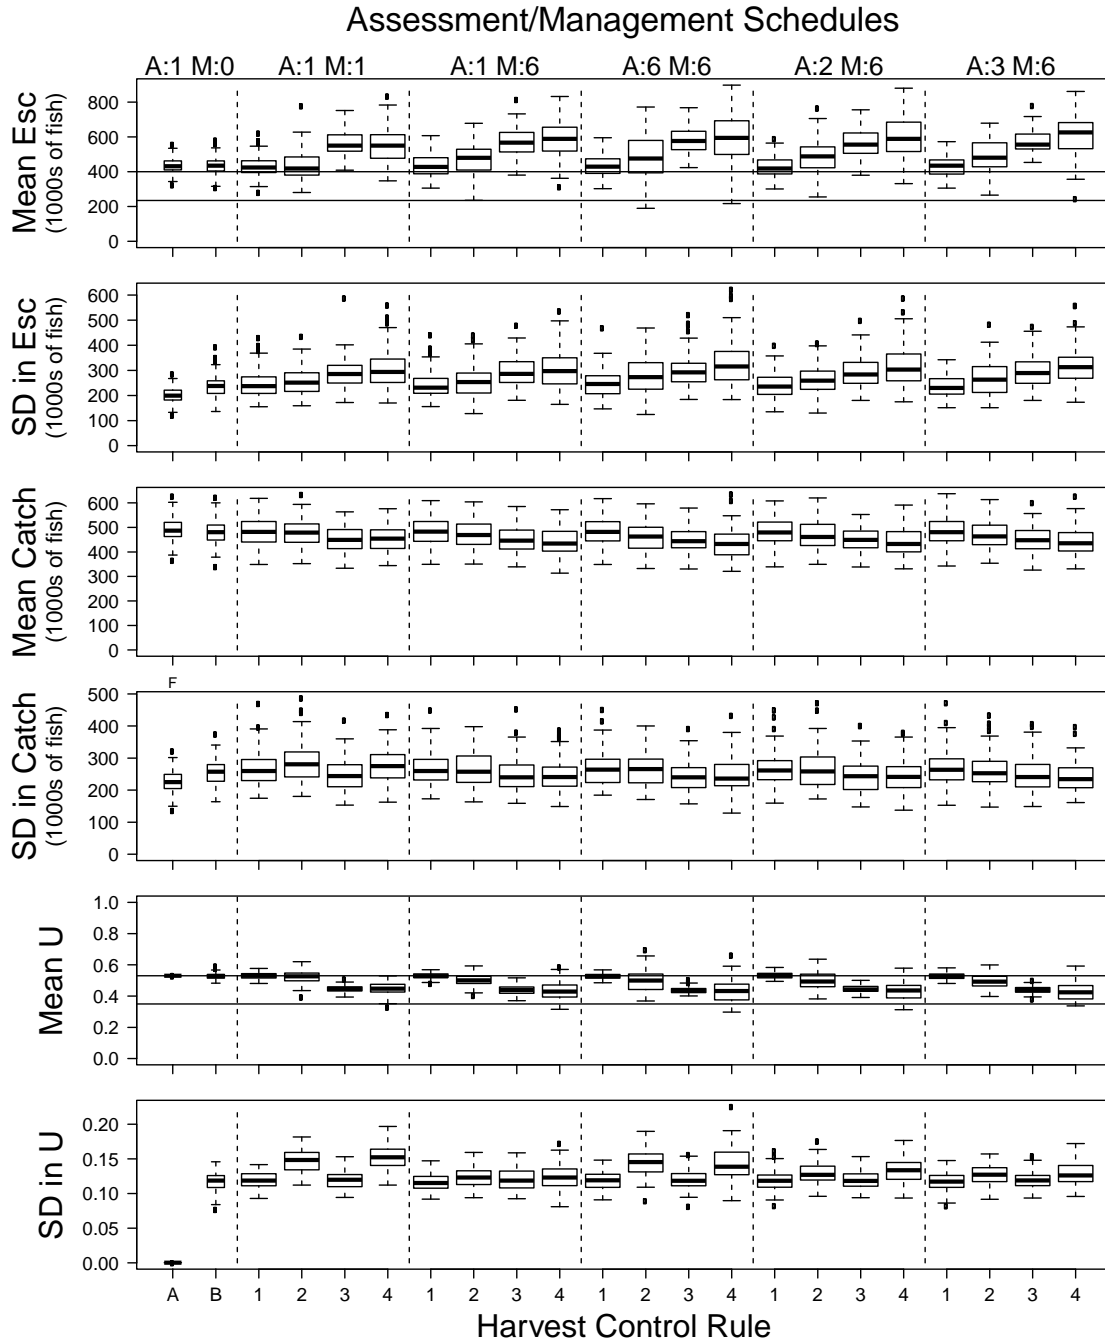 Assessment/Management Schedules
A:1 M:0 A:1 M:1 A:1 M:6 A:6 M:6 A:2 M:6 A:3 M:6
Mean Esc
(1000s of fish)
800
600
400
200
0
SD in Esc
(1000s of fish)
600
500
400
300
200
100
0
Mean Catch
(1000s of fish)
600
500
400
300
200
100
0
F
SD in Catch
(1000s of fish)
500
400
300
200
100
0
Mean U
1.0
0.8
0.6
0.4
0.2
0.0
SD in U
0.20
0.15
0.10
0.05
0.00
A B 1 2 3 4 1 2 3 4 1 2 3 4 1 2 3 4 1 2 3 4
Harvest Control Rule